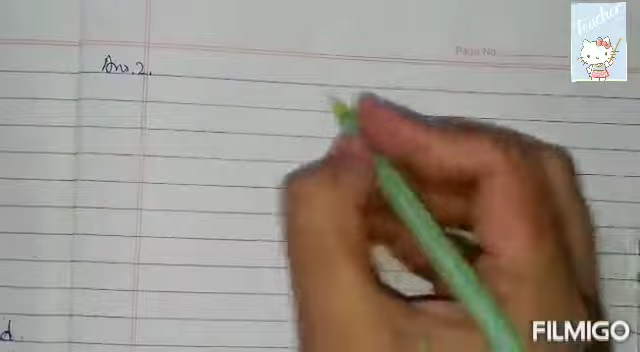 Teacher
Page No.
Ans.2.
d.
FILMIGO